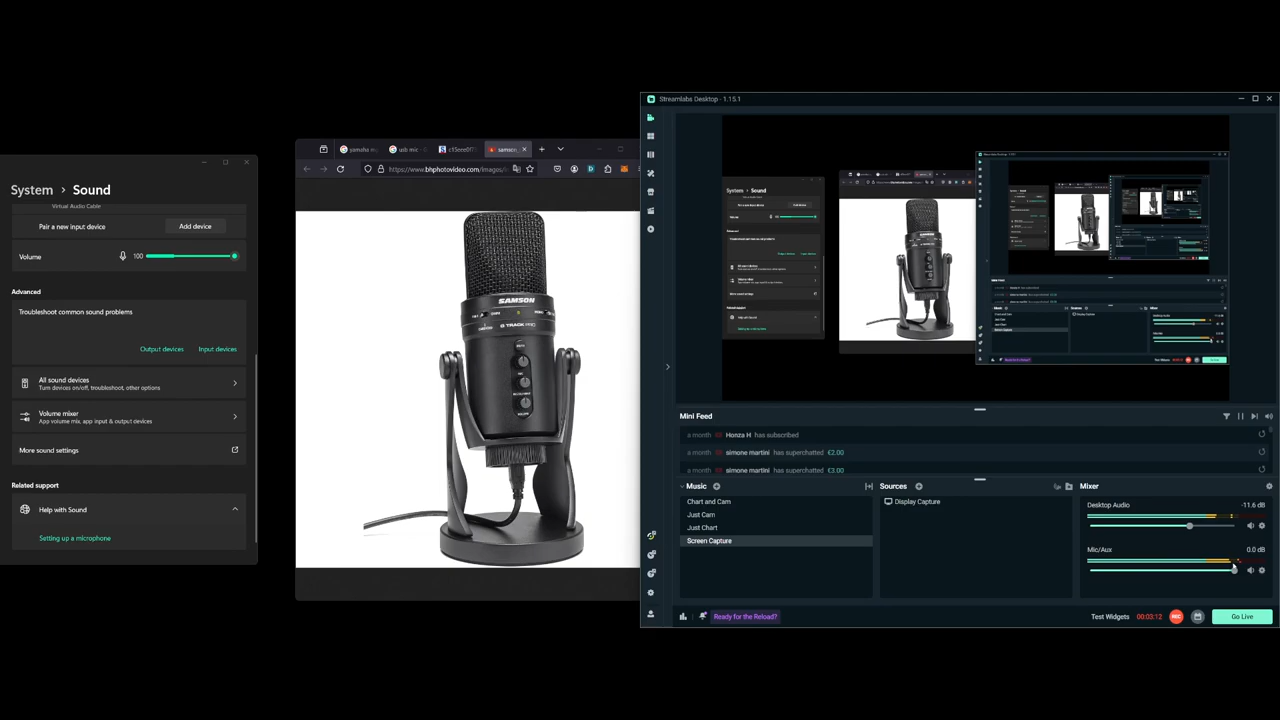 System > Sound
Virtual Audio Cable
Pair a new input device
Add device
Volume
100
Advanced
Troubleshoot common sound problems
Output devices
Input devices
All sound devices
Turn devices on/off, troubleshoot, other options
Volume mixer
App volume mix, app input & output devices
More sound settings
Related support
Help with Sound
Setting up a microphone
usb mic -
https://www.bhphotovideo.com/images/
SAMSON
G-TRACK PRO
Streamlabs Desktop - 1.15.1
System > Sound
Mini Feed
a month Honza H has subscribed
a month simone martini has superchatted €2.00
a month simone martini has superchatted €3.00
Music
Chart and Cam
Just Cam
Just Chart
Screen Capture
Sources
Display Capture
Mixer
Desktop Audio
-11.6 dB
Mic/Aux
0.0 dB
Ready for the Reload?
Test Widgets
00:03:12
REC
Go Live